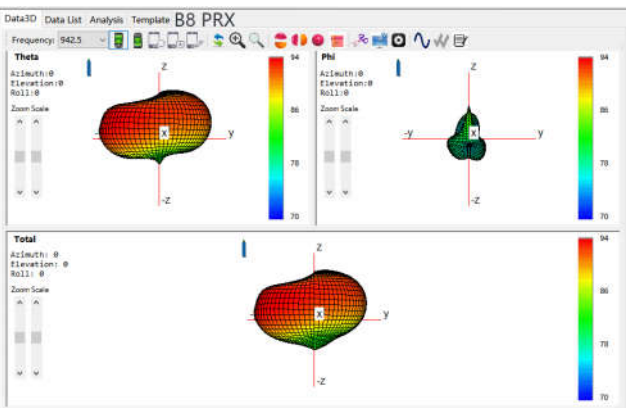 Data3D Data List Analysis Template B8 PRX
Frequency: 942.5
Theta
Azimuth:0
Elevation:0
Roll:0
Zoom Scale
z
y
-z
x
94
86
78
70
Phi
Azimuth:0
Elevation:0
Roll:0
Zoom Scale
z
-y
y
-z
x
94
86
78
70
Total
Azimuth: 0
Elevation: 0
Roll: 0
Zoom Scale
z
y
-z
x
94
86
78
70